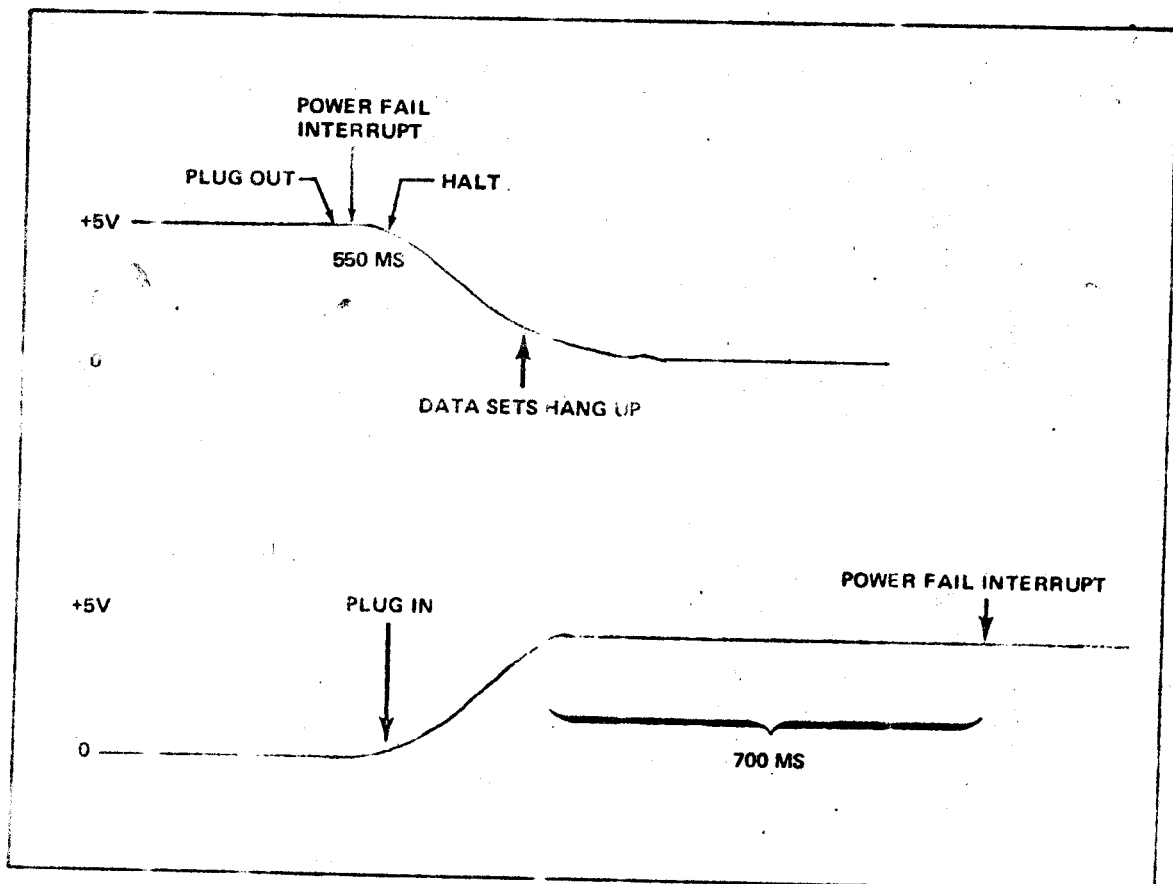 POWER FAIL
INTERRUPT
PLUG OUT
HALT
+5V
550 MS
0
DATA SETS HANG UP
POWER FAIL INTERRUPT
+5V
PLUG IN
0
700 MS